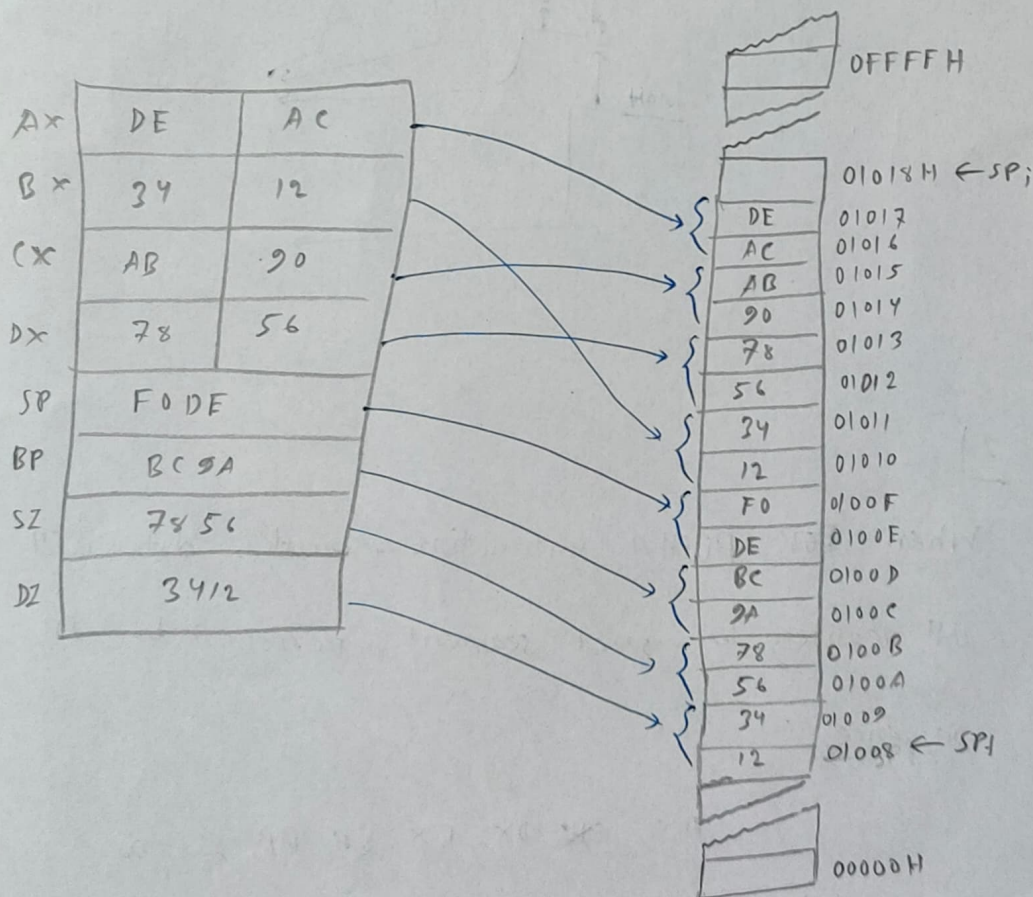 0FFFFH
Ax DE AC
Bx 34 12
Cx AB 90
Dx 78 56
SP F0DE
BP BC9A
SI 7856
DI 3412
01018H ← SPi
DE 01017
AC 01016
AB 01015
90 01014
78 01013
56 01012
34 01011
12 01010
F0 0100F
DE 0100E
BC 0100D
9A 0100C
78 0100B
56 0100A
34 01009
12 01008 ← SPf
00000H